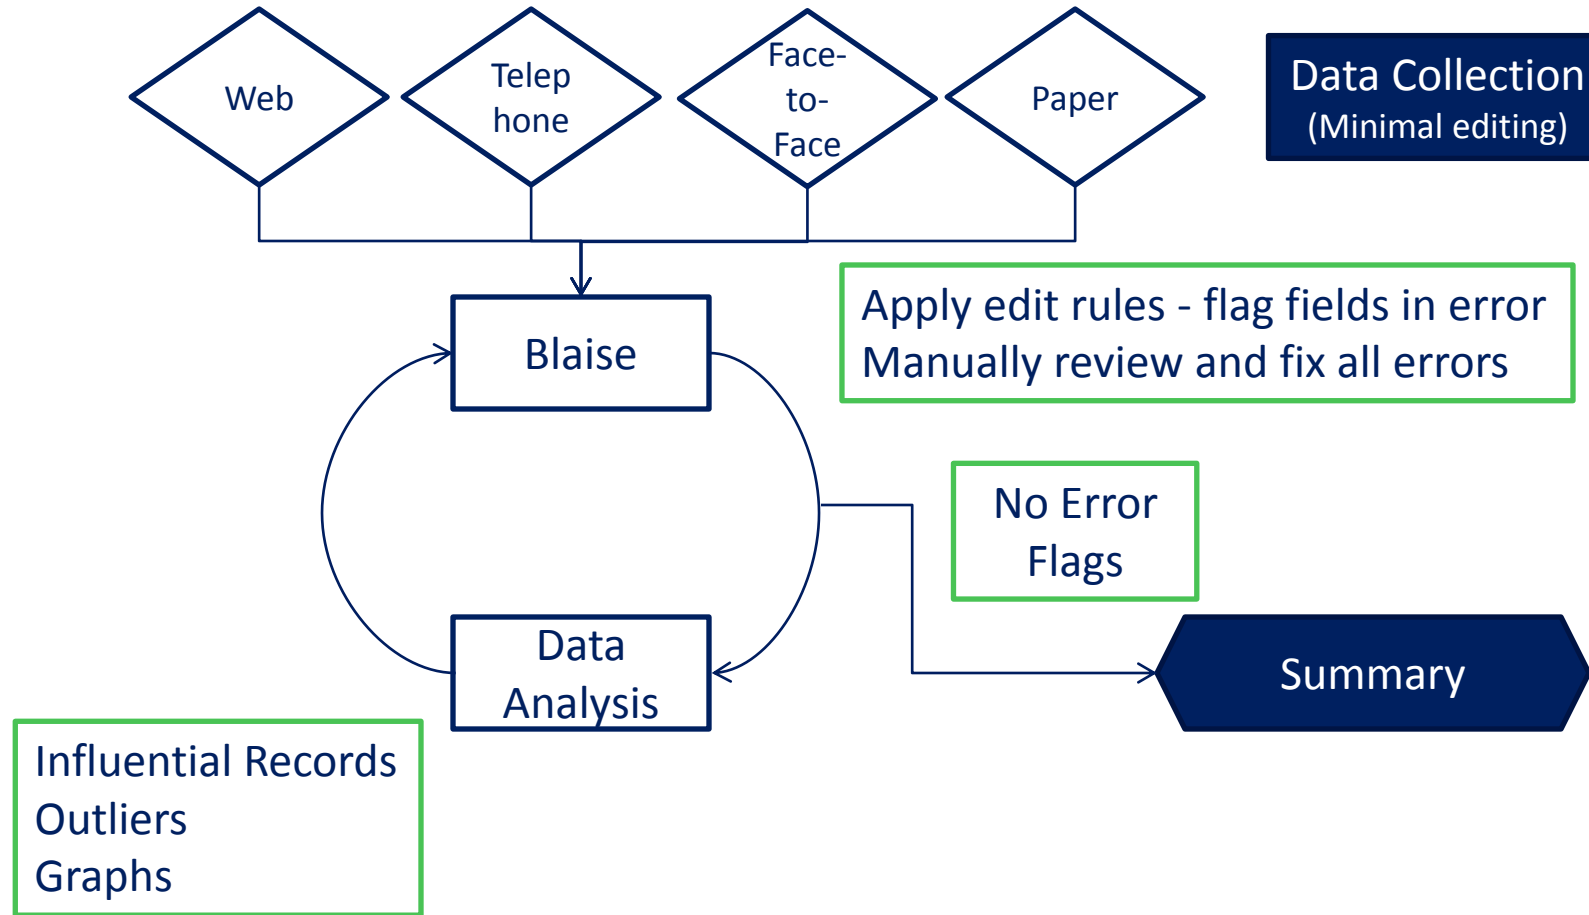 Web
Telep
hone
Face-
to-
Face
Paper
Data Collection
(Minimal editing)
Blaise
Apply edit rules - flag fields in error
Manually review and fix all errors
No Error
Flags
Data
Analysis
Summary
Influential Records
Outliers
Graphs